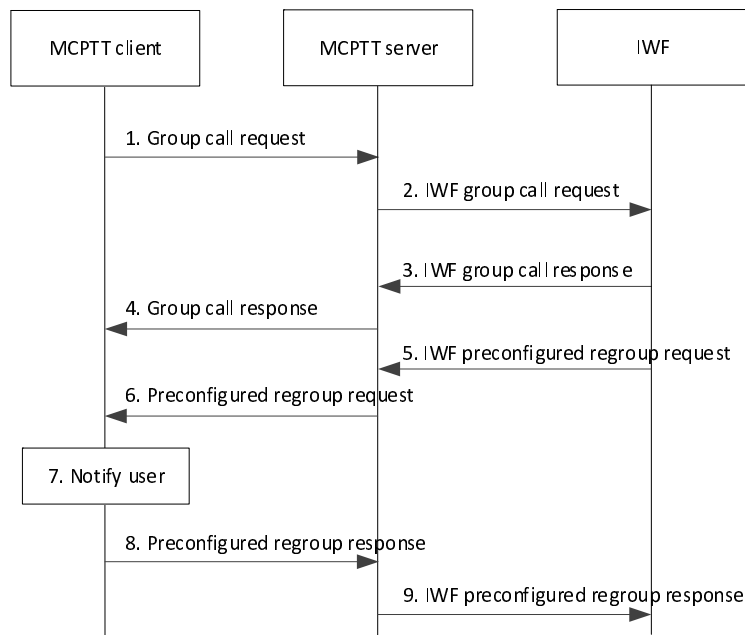 MCPTT client
MCPTT server
IWF
1. Group call request
2. IWF group call request
3. IWF group call response
4. Group call response
5. IWF preconfigured regroup request
6. Preconfigured regroup request
7. Notify user
8. Preconfigured regroup response
9. IWF preconfigured regroup response